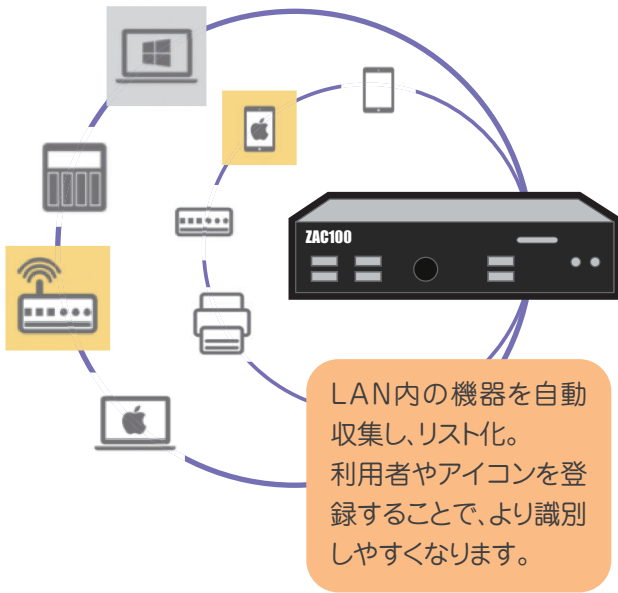 ZAC100
LAN内の機器を自動
収集し、リスト化。
利用者やアイコンを登
録することで、より識別
しやすくなります。